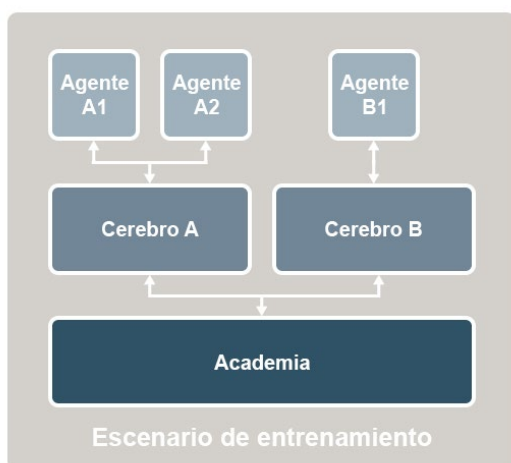 Agente
A1
Agente
A2
Agente
B1
Cerebro A
Cerebro B
Academia
Escenario de entrenamiento